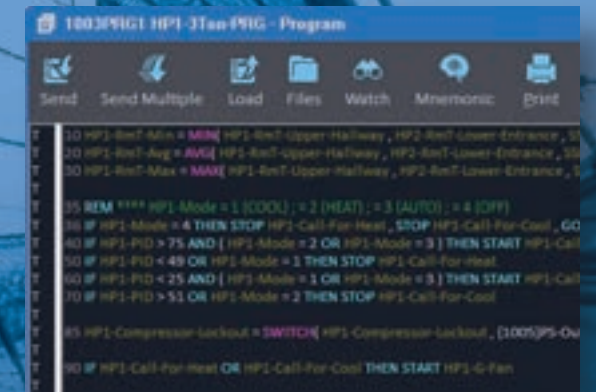 1003PRG1 HP1-3Ton-PRG - Program
Send Send Multiple Load Files Watch Mnemonic Print
T 10 HP1-RmT-Min = MIN( HP1-RmT-Upper-Hallway , HP2-RmT-Lower-Entrance ,
T 20 HP1-RmT-Avg = AVG( HP1-RmT-Upper-Hallway , HP2-RmT-Lower-Entrance ,
T 30 HP1-RmT-Max = MAX( HP1-RmT-Upper-Hallway , HP2-RmT-Lower-Entrance ,
T
T 35 REM **** HP1-Mode = 1 (COOL) ; = 2 (HEAT) ; = 3 (AUTO) ; = 4 (OFF)
T 36 IF HP1-Mode = 4 THEN STOP HP1-Call-For-Heat , STOP HP1-Call-For-Cool , GO
T 40 IF HP1-PID > 75 AND ( HP1-Mode = 2 OR HP1-Mode = 3 ) THEN START HP1-Cal
T 50 IF HP1-PID < 49 OR HP1-Mode = 1 THEN STOP HP1-Call-For-Heat
T 60 IF HP1-PID < 25 AND ( HP1-Mode = 1 OR HP1-Mode = 3 ) THEN START HP1-Cal
T 70 IF HP1-PID > 51 OR HP1-Mode = 2 THEN STOP HP1-Call-For-Cool
T
T 85 HP1-Compressor-Lockout = SWITCH( HP1-Compressor-Lockout , (1005)PS-Ou
T
T 90 IF HP1-Call-For-Heat OR HP1-Call-For-Cool THEN START HP1-G-Fan
T